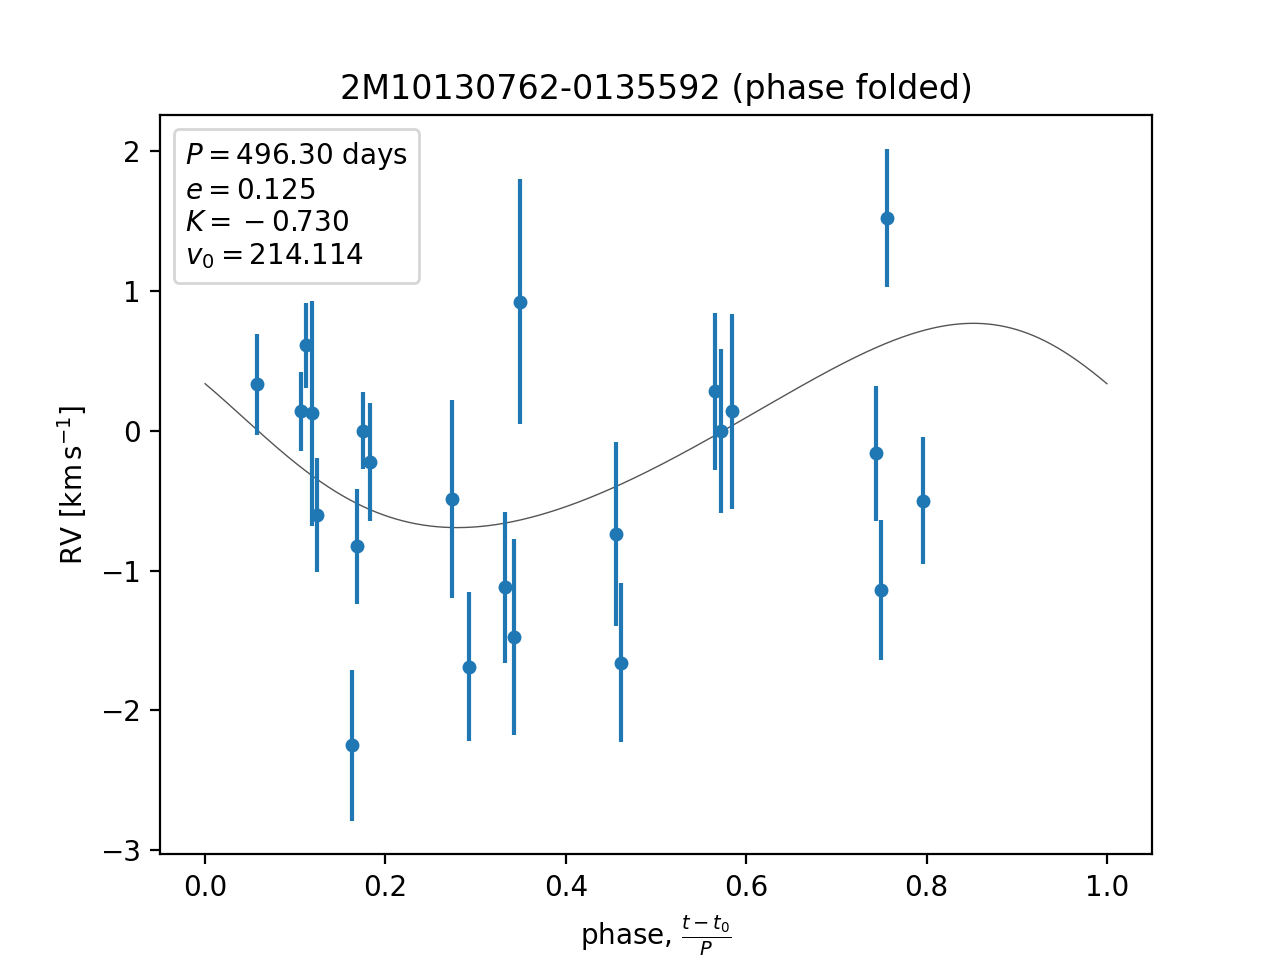 2M10130762-0135592 (phase folded)
P = 496.30 days
e = 0.125
K = −0.730
v₀ = 214.114
RV [km s⁻¹]
2
1
0
−1
−2
−3
0.0 0.2 0.4 0.6 0.8 1.0
phase, (t − t₀)/P